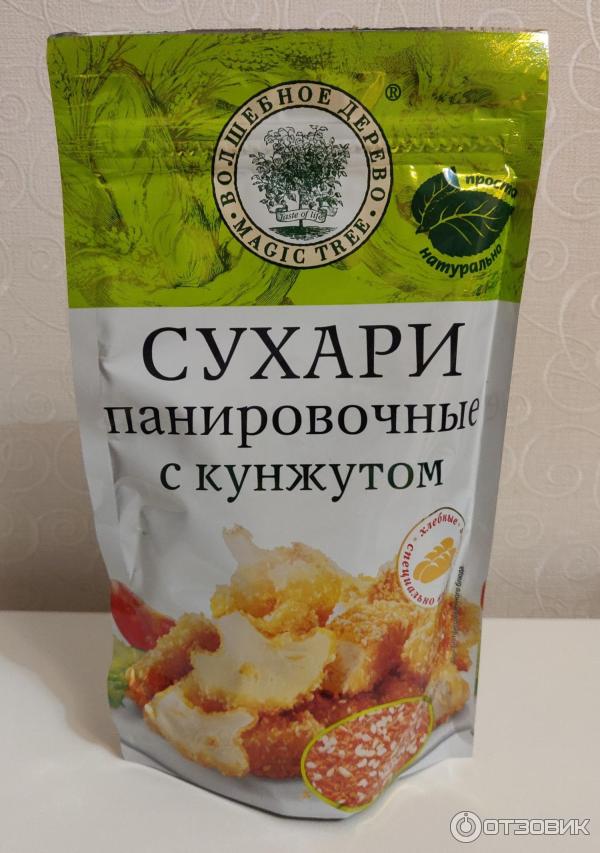 ВОЛШЕБНОЕ ДЕРЕВО
®
Taste of life
MAGIC TREE
просто
натурально
СУХАРИ
панировочные
с кунжутом
хлебные
специально
ОТЗОВИК